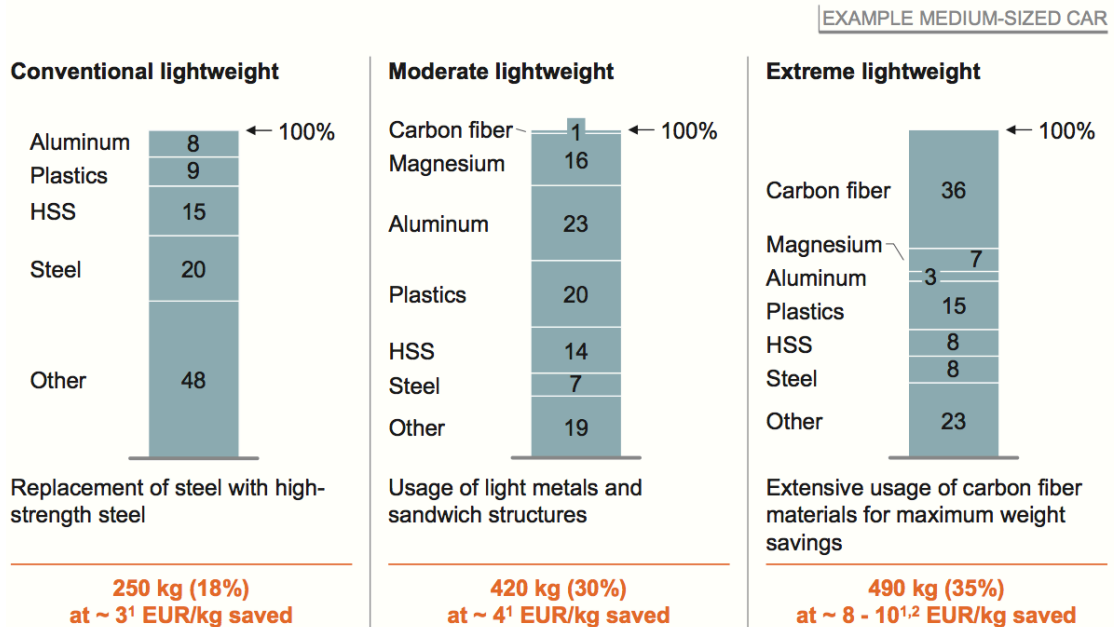 EXAMPLE MEDIUM-SIZED CAR
Conventional lightweight
100%
Aluminum 8
Plastics 9
HSS 15
Steel 20
Other 48
Replacement of steel with high-
strength steel
250 kg (18%)
at ~ 3¹ EUR/kg saved
Moderate lightweight
100%
Carbon fiber 1
Magnesium 16
Aluminum 23
Plastics 20
HSS 14
Steel 7
Other 19
Usage of light metals and
sandwich structures
420 kg (30%)
at ~ 4¹ EUR/kg saved
Extreme lightweight
100%
Carbon fiber 36
Magnesium 7
Aluminum 3
Plastics 15
HSS 8
Steel 8
Other 23
Extensive usage of carbon fiber
materials for maximum weight
savings
490 kg (35%)
at ~ 8 - 10¹,² EUR/kg saved